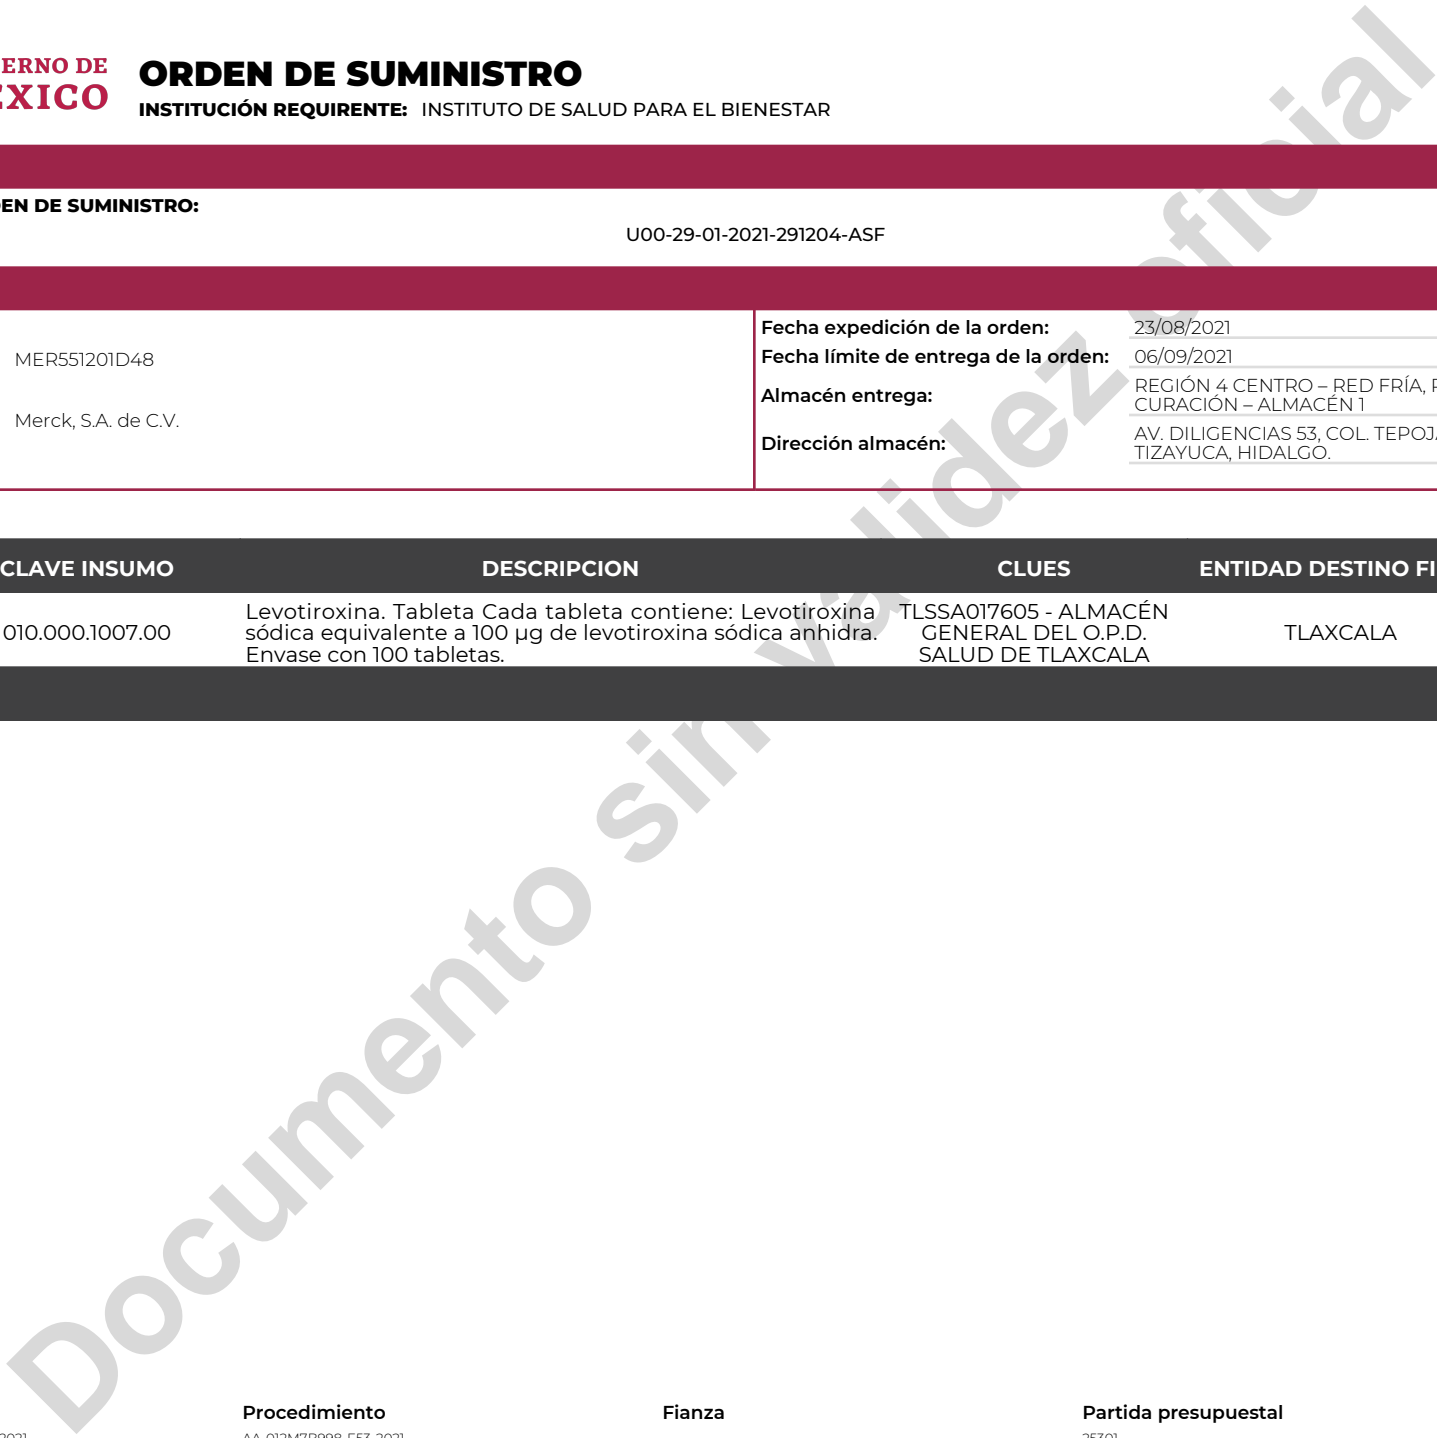 ORDEN DE SUMINISTRO
INSTITUCIÓN REQUIRENTE: INSTITUTO DE SALUD PARA EL BIENESTAR
ERNO DE
XICO
EN DE SUMINISTRO:
U00-29-01-2021-291204-ASF
MER551201D48
Merck, S.A. de C.V.
Fecha expedición de la orden: 23/08/2021
Fecha límite de entrega de la orden: 06/09/2021
Almacén entrega: REGIÓN 4 CENTRO – RED FRÍA,
CURACIÓN – ALMACÉN 1
Dirección almacén: AV. DILIGENCIAS 53, COL. TEPOJ
TIZAYUCA, HIDALGO.
CLAVE INSUMO DESCRIPCION CLUES ENTIDAD DESTINO FI
010.000.1007.00
Levotiroxina. Tableta Cada tableta contiene: Levotiroxina
sódica equivalente a 100 µg de levotiroxina sódica anhidra.
Envase con 100 tabletas.
TLSSA017605 - ALMACÉN
GENERAL DEL O.P.D.
SALUD DE TLAXCALA
TLAXCALA
Documento sin validez oficial
Procedimiento Fianza Partida presupuestal